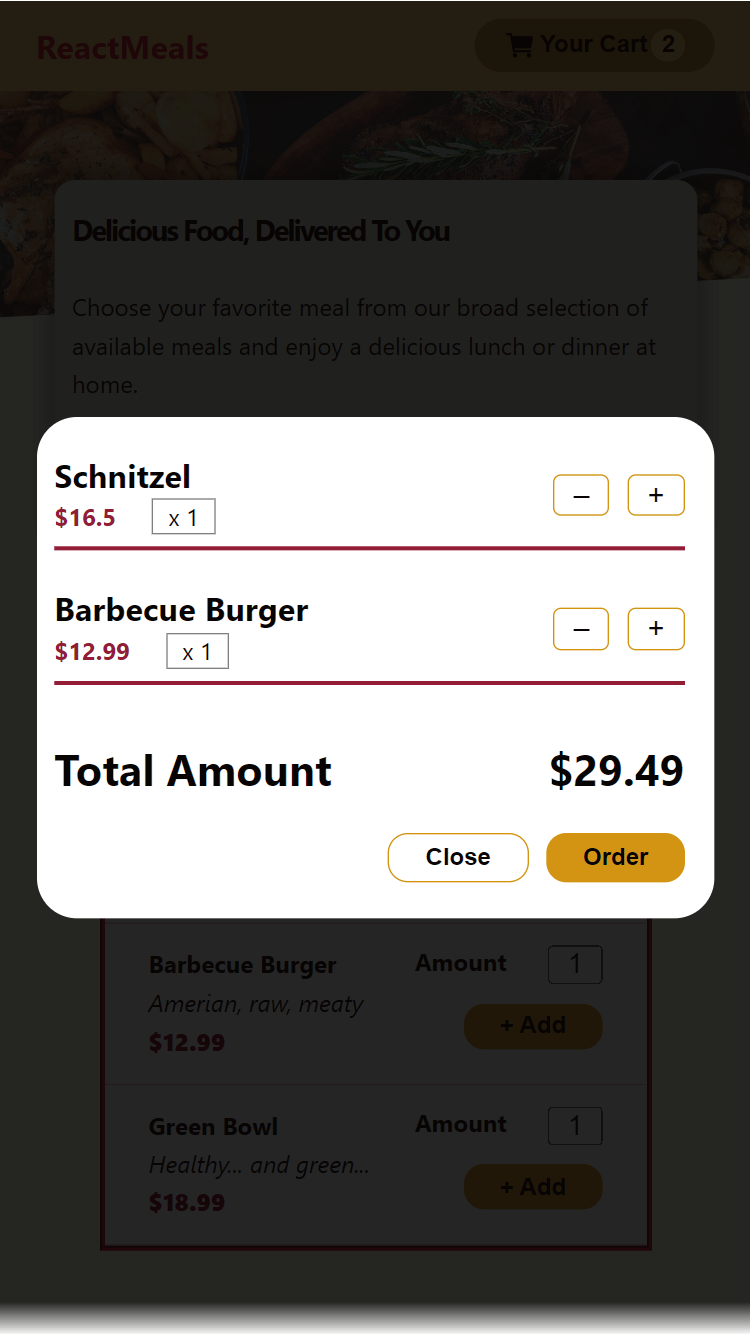 ReactMeals
Your Cart 2
Delicious Food, Delivered To You
Choose your favorite meal from our broad selection of
available meals and enjoy a delicious lunch or dinner at
home.
Schnitzel
$16.5 x 1
– +
Barbecue Burger
$12.99 x 1
– +
Total Amount $29.49
Close Order
Barbecue Burger
Amerian, raw, meaty
$12.99
Amount 1
+ Add
Green Bowl
Healthy... and green...
$18.99
Amount 1
+ Add